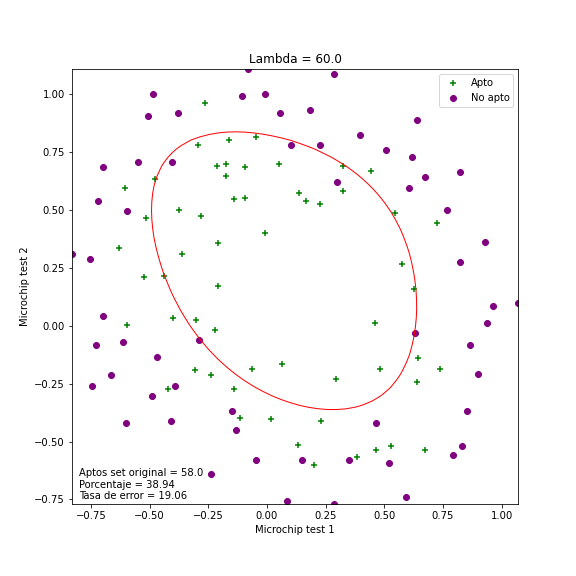 Lambda = 60.0
Apto
No apto
Microchip test 2
1.00
0.75
0.50
0.25
0.00
−0.25
−0.50
−0.75
Aptos set original = 58.0
Porcentaje = 38.94
Tasa de error = 19.06
−0.75 −0.50 −0.25 0.00 0.25 0.50 0.75 1.00
Microchip test 1